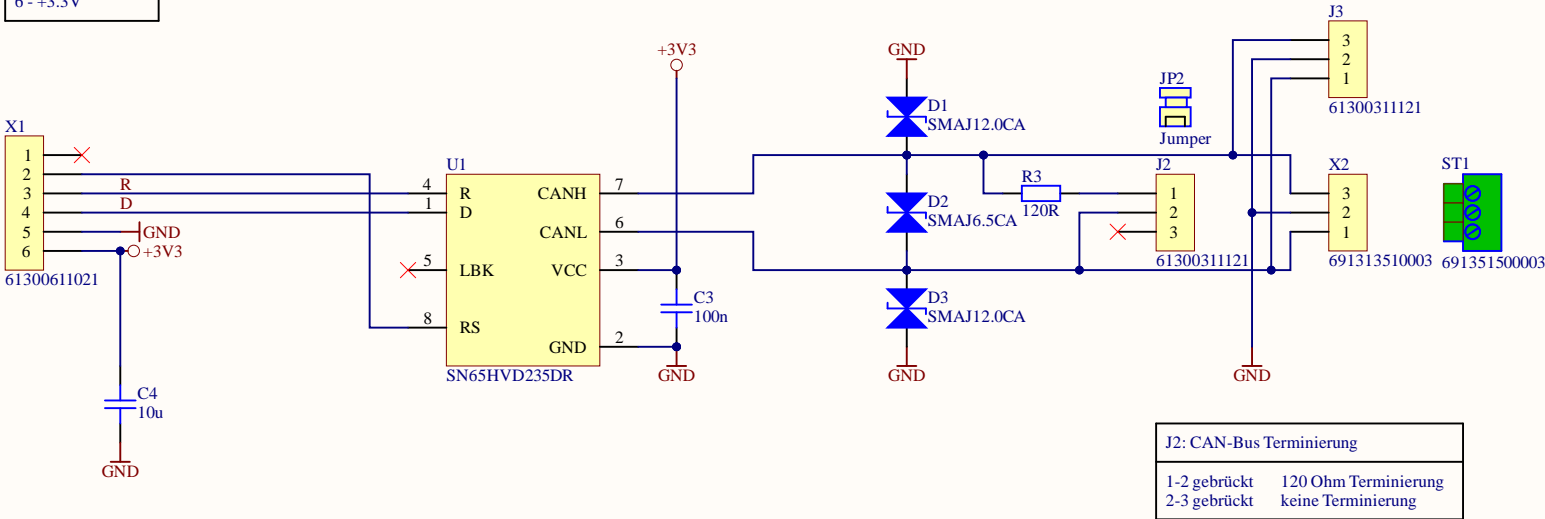 6 - +3.3V
X1
1
2
3
4
5
6
61300611021
R
D
GND
+3V3
C4
10u
GND
U1
4 R
1 D
5 LBK
8 RS
CANH 7
CANL 6
VCC 3
GND 2
SN65HVD235DR
+3V3
C3
100n
GND
GND
D1
SMAJ12.0CA
D2
SMAJ6.5CA
D3
SMAJ12.0CA
GND
R3
120R
JP2
Jumper
J2
1
2
3
61300311121
J3
3
2
1
61300311121
X2
3
2
1
691313510003
GND
ST1
691351500003
J2: CAN-Bus Terminierung
1-2 gebrückt 120 Ohm Terminierung
2-3 gebrückt keine Terminierung